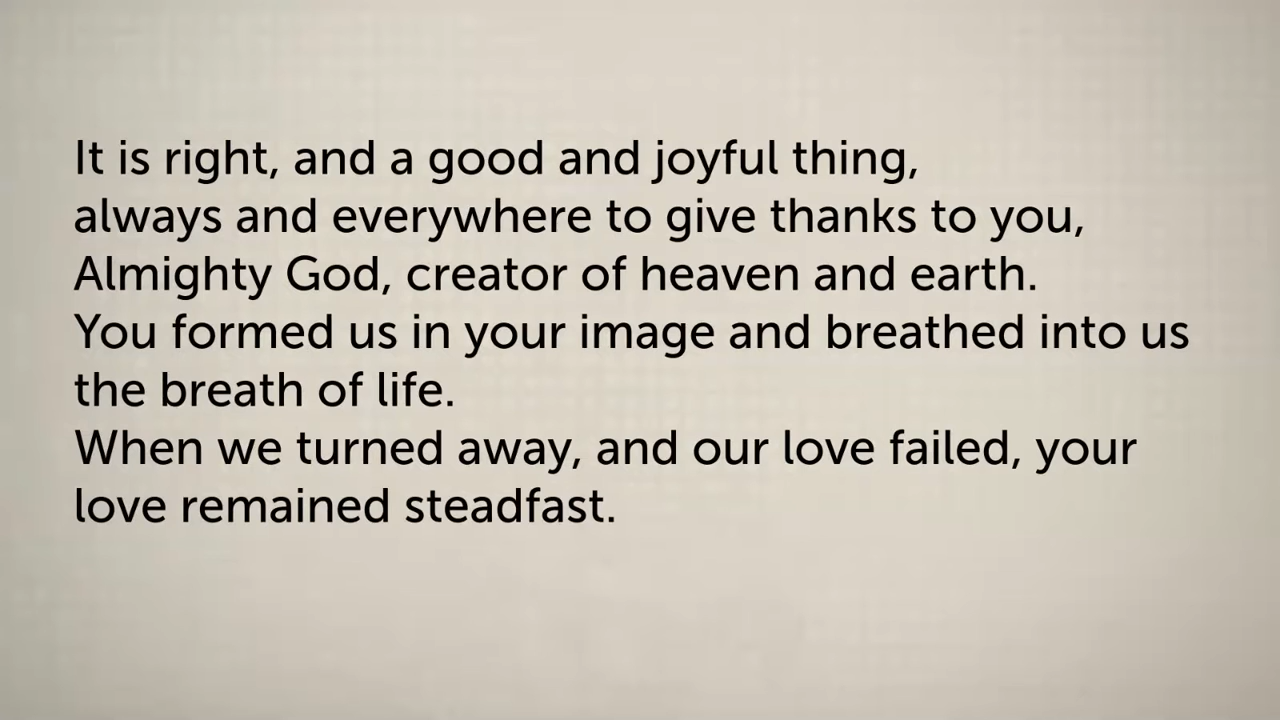 It is right, and a good and joyful thing,
always and everywhere to give thanks to you,
Almighty God, creator of heaven and earth.
You formed us in your image and breathed into us
the breath of life.
When we turned away, and our love failed, your
love remained steadfast.